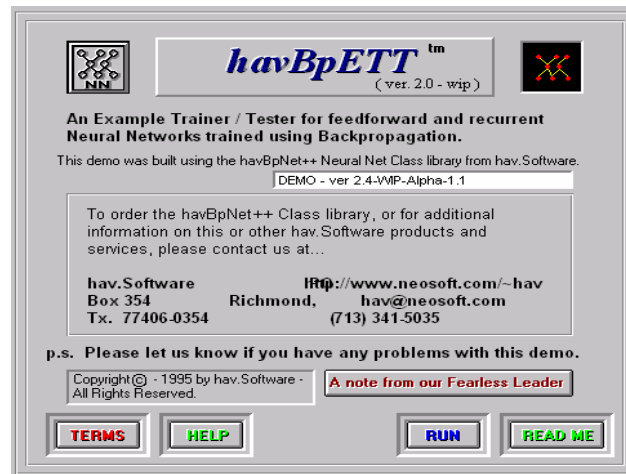 NN
havBpETT tm
( ver. 2.0 - wip )
An Example Trainer / Tester for feedforward and recurrent
Neural Networks trained using Backpropagation.
This demo was built using the havBpNet++ Neural Net Class library from hav.Software.
DEMO - ver 2.4-WIP-Alpha-1.1
To order the havBpNet++ Class library, or for additional
information on this or other hav.Software products and
services, please contact us at...
hav.Software http://www.neosoft.com/~hav
Box 354 Richmond, hav@neosoft.com
Tx. 77406-0354 (713) 341-5035
p.s. Please let us know if you have any problems with this demo.
Copyright© - 1995 by hav.Software -
All Rights Reserved.
A note from our Fearless Leader
TERMS HELP RUN READ ME